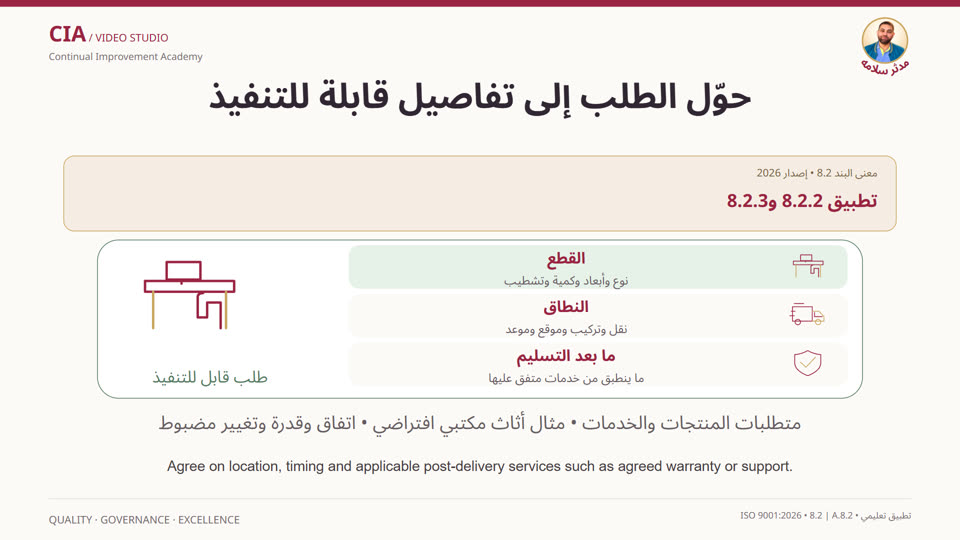 CIA / VIDEO STUDIO
Continual Improvement Academy
مدثر سلامه
حوّل الطلب إلى تفاصيل قابلة للتنفيذ
معنى البند 8.2 • إصدار 2026
تطبيق 8.2.2 و8.2.3
القطع
نوع وأبعاد وكمية وتشطيب
النطاق
نقل وتركيب وموقع وموعد
ما بعد التسليم
ما ينطبق من خدمات متفق عليها
طلب قابل للتنفيذ
متطلبات المنتجات والخدمات • مثال أثاث مكتبي افتراضي • اتفاق وقدرة وتغيير مضبوط
Agree on location, timing and applicable post-delivery services such as agreed warranty or support.
QUALITY · GOVERNANCE · EXCELLENCE
تطبيق تعليمي • ISO 9001:2026 • 8.2 | A.8.2